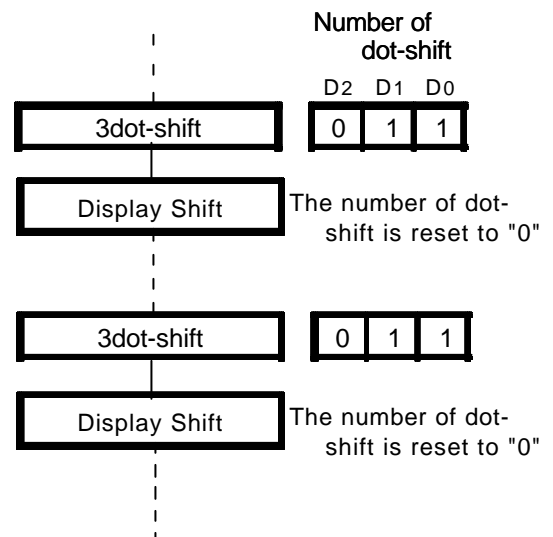 Number of
dot-shift
D2 D1 D0
3dot-shift 0 1 1
Display Shift The number of dot-
shift is reset to "0"
3dot-shift 0 1 1
Display Shift The number of dot-
shift is reset to "0"